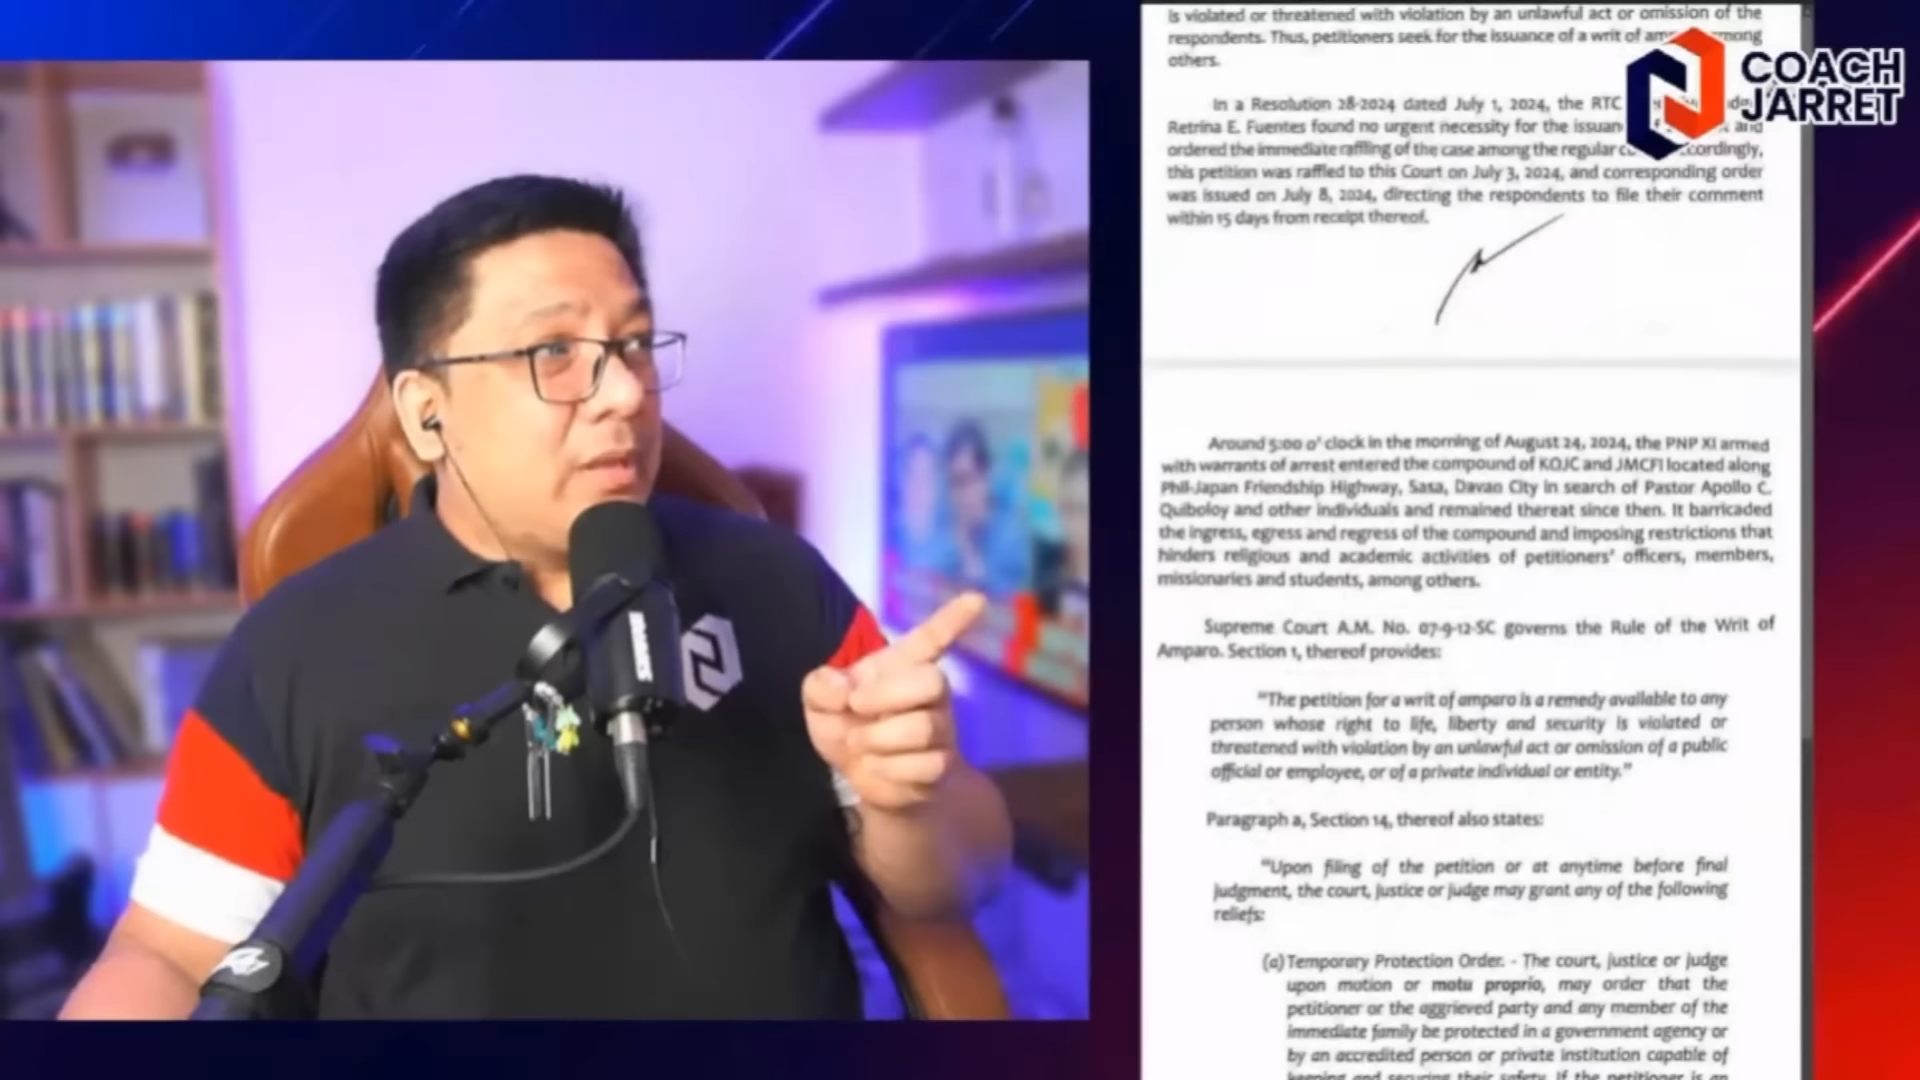 COACH
JARRET
is violated or threatened with violation by an unlawful act or omission of the
respondents. Thus, petitioners seek for the issuance of a writ of among
others.
In a Resolution 28-2024 dated July 1, 2024, the RTC
Retrina E. Fuentes found no urgent necessity for the and
ordered the immediate raffling of the case among the regular
this petition was raffled to this Court on July 3, 2024, and corresponding order
was issued on July 8, 2024, directing the respondents to file their comment
within 15 days from receipt thereof.
Around 5:00 o' clock in the morning of August 24, 2024, the PNP XI armed
with warrants of arrest entered the compound of KOJC and JMCFI located along
Phil-Japan Friendship Highway, Sasa, Davao City in search of Pastor Apollo C.
Quiboloy and other individuals and remained thereat since then. It barricaded
the ingress, egress and regress of the compound and imposing restrictions that
hinders religious and academic activities of petitioners' officers, members,
missionaries and students, among others.
Supreme Court A.M. No. 07-9-12-SC governs the Rule of the Writ of
Amparo. Section 1, thereof provides:
"The petition for a writ of amparo is a remedy available to any
person whose right to life, liberty and security is violated or
threatened with violation by an unlawful act or omission of a public
official or employee, or of a private individual or entity."
Paragraph a, Section 14, thereof also states:
"Upon filing of the petition or at anytime before final
judgment, the court, justice or judge may grant any of the following
reliefs:
(a) Temporary Protection Order. - The court, justice or judge
upon motion or motu proprio, may order that the
petitioner or the aggrieved party and any member of the
immediate family be protected in a government agency or
by an accredited person or private institution capable of
keeping and securing their safety. If the petitioner is an